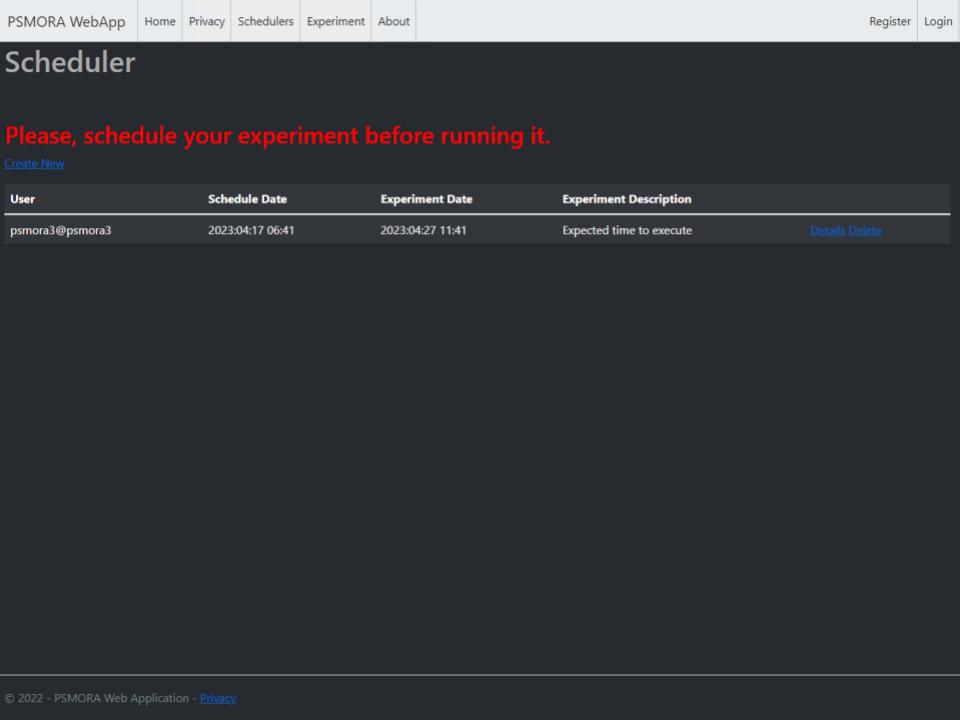 PSMORA WebApp Home Privacy Schedulers Experiment About Register Login
Scheduler
Please, schedule your experiment before running it.
Create New
User Schedule Date Experiment Date Experiment Description
psmora3@psmora3 2023:04:17 06:41 2023:04:27 11:41 Expected time to execute Details Delete
© 2022 - PSMORA Web Application - Privacy